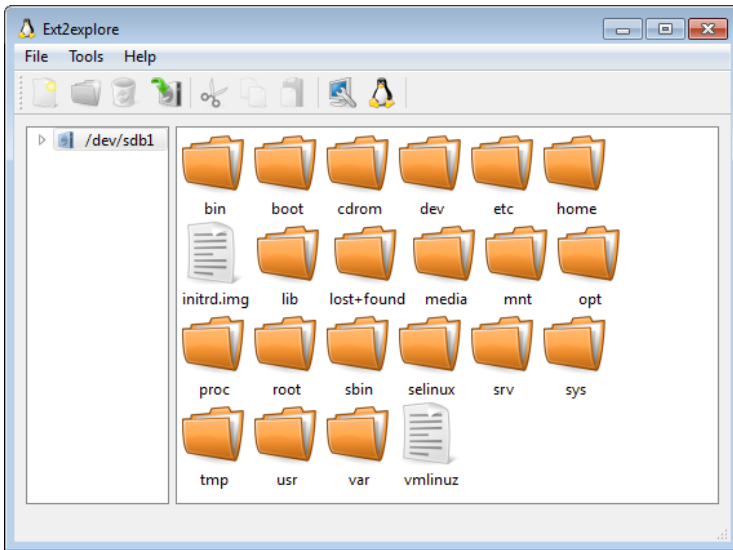 Ext2explore
File Tools Help
/dev/sdb1
bin boot cdrom dev etc home
initrd.img lib lost+found media mnt opt
proc root sbin selinux srv sys
tmp usr var vmlinuz